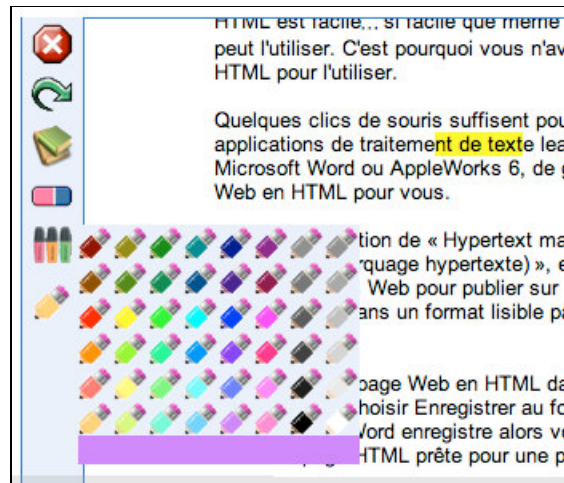 HTML est facile... si facile que même
peut l'utiliser. C'est pourquoi vous n'av
HTML pour l'utiliser.
Quelques clics de souris suffisent pou
applications de traitement de texte lea
Microsoft Word ou AppleWorks 6, de g
Web en HTML pour vous.
tion de « Hypertext ma
rquage hypertexte) », e
Web pour publier sur
ans un format lisible pa
page Web en HTML da
hoisir Enregistrer au fo
Word enregistre alors vo
HTML prête pour une p